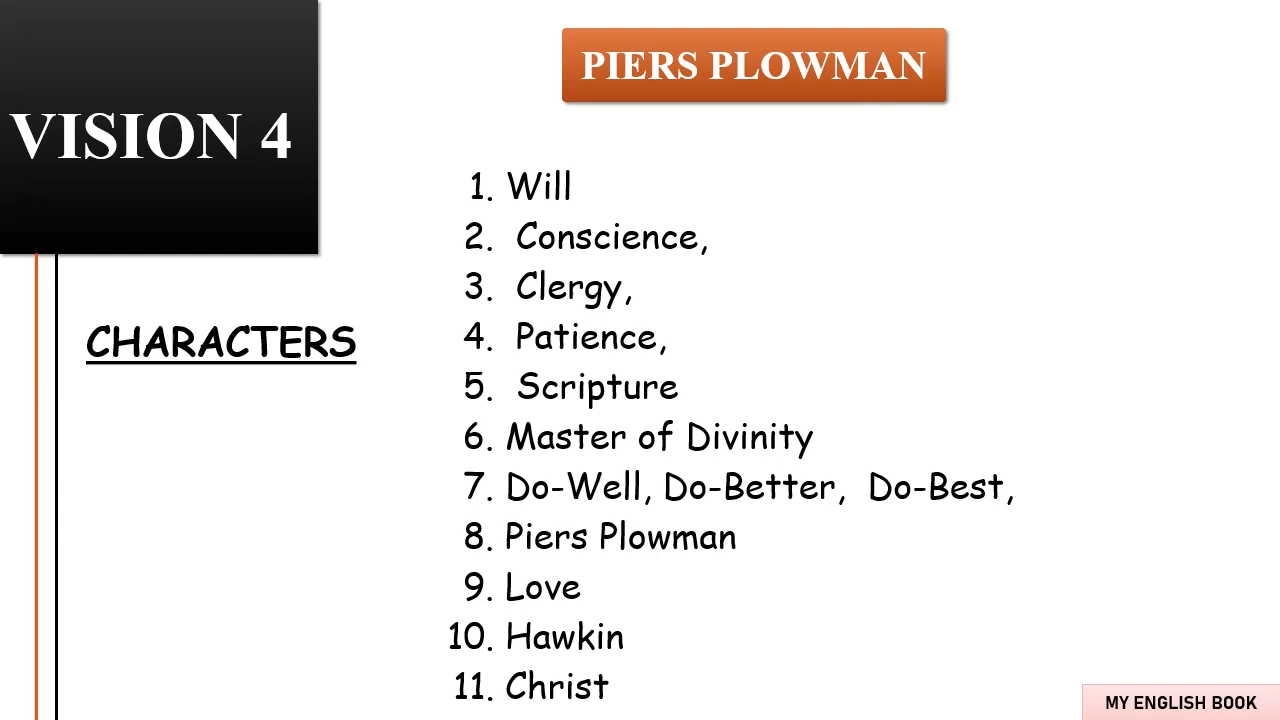 VISION 4
PIERS PLOWMAN
CHARACTERS
1. Will
2. Conscience,
3. Clergy,
4. Patience,
5. Scripture
6. Master of Divinity
7. Do-Well, Do-Better, Do-Best,
8. Piers Plowman
9. Love
10. Hawkin
11. Christ
MY ENGLISH BOOK